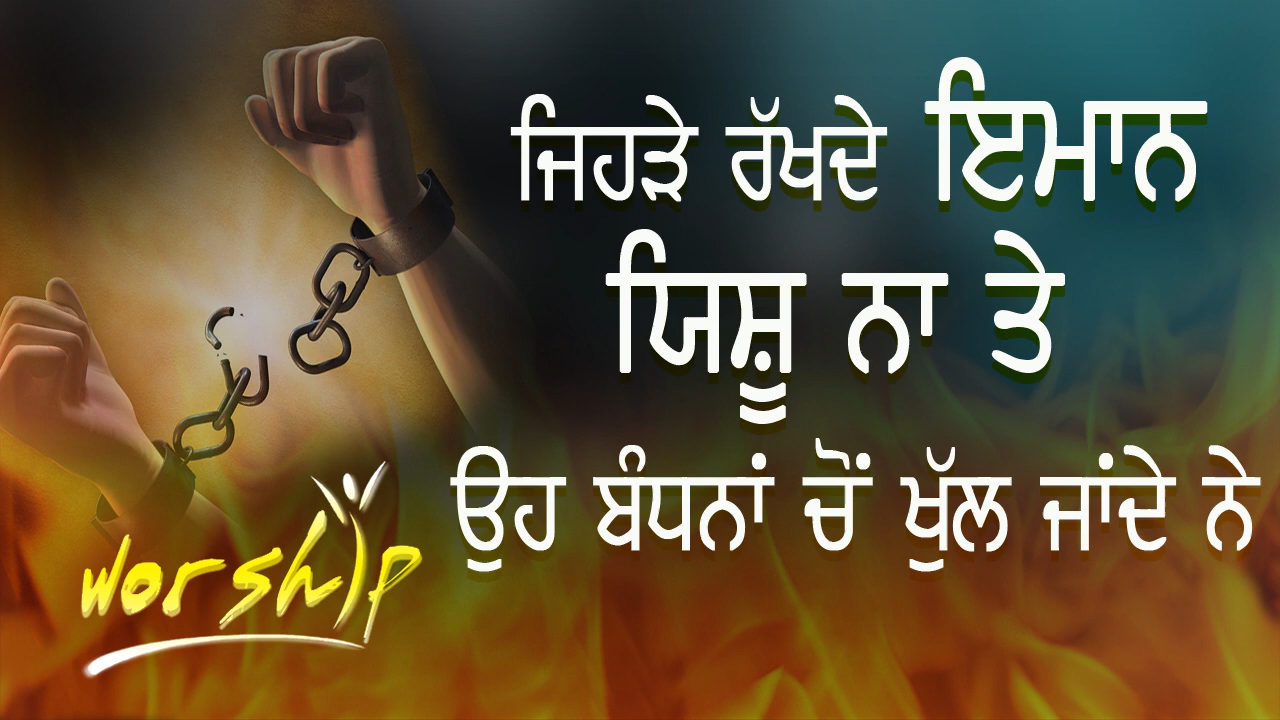 ਜਿਹੜੇ ਰੱਖਦੇ ਇਮਾਨ
ਯਿਸ਼ੂ ਨਾ ਤੇ
ਉਹ ਬੰਧਨਾਂ ਚੋਂ ਖੁੱਲ ਜਾਂਦੇ ਨੇ
worship